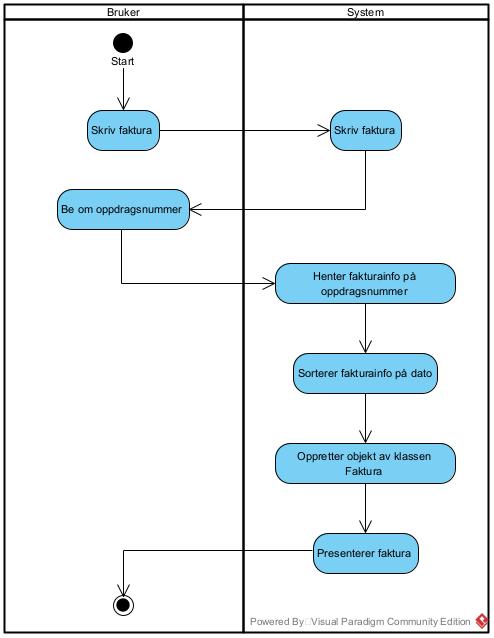 Bruker
System
Start
Skriv faktura
Skriv faktura
Be om oppdragsnummer
Henter fakturainfo på
oppdragsnummer
Sorterer fakturainfo på dato
Oppretter objekt av klassen
Faktura
Presenterer faktura
Powered By Visual Paradigm Community Edition